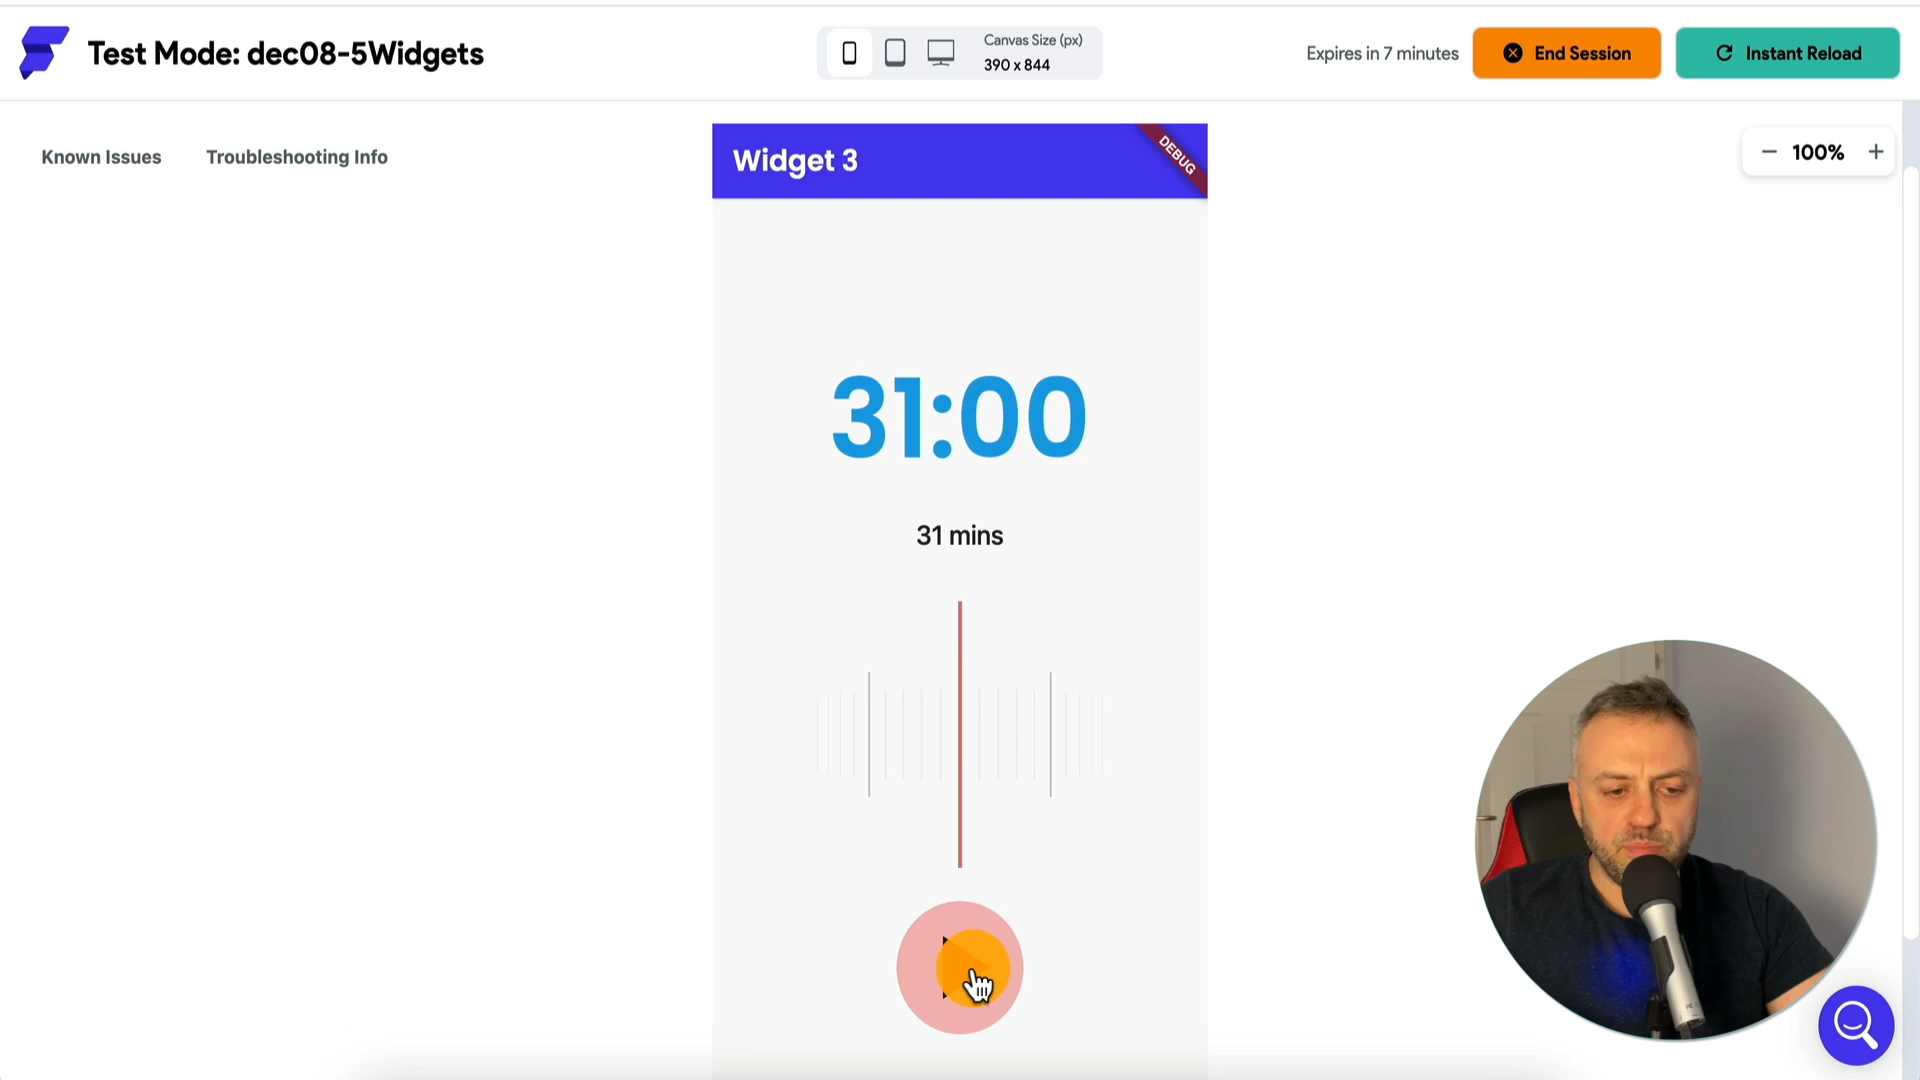 Test Mode: dec08-5Widgets
Canvas Size (px)
390 x 844
Expires in 7 minutes
End Session
Instant Reload
Known Issues
Troubleshooting Info
Widget 3
DEBUG
100%
31:00
31 mins